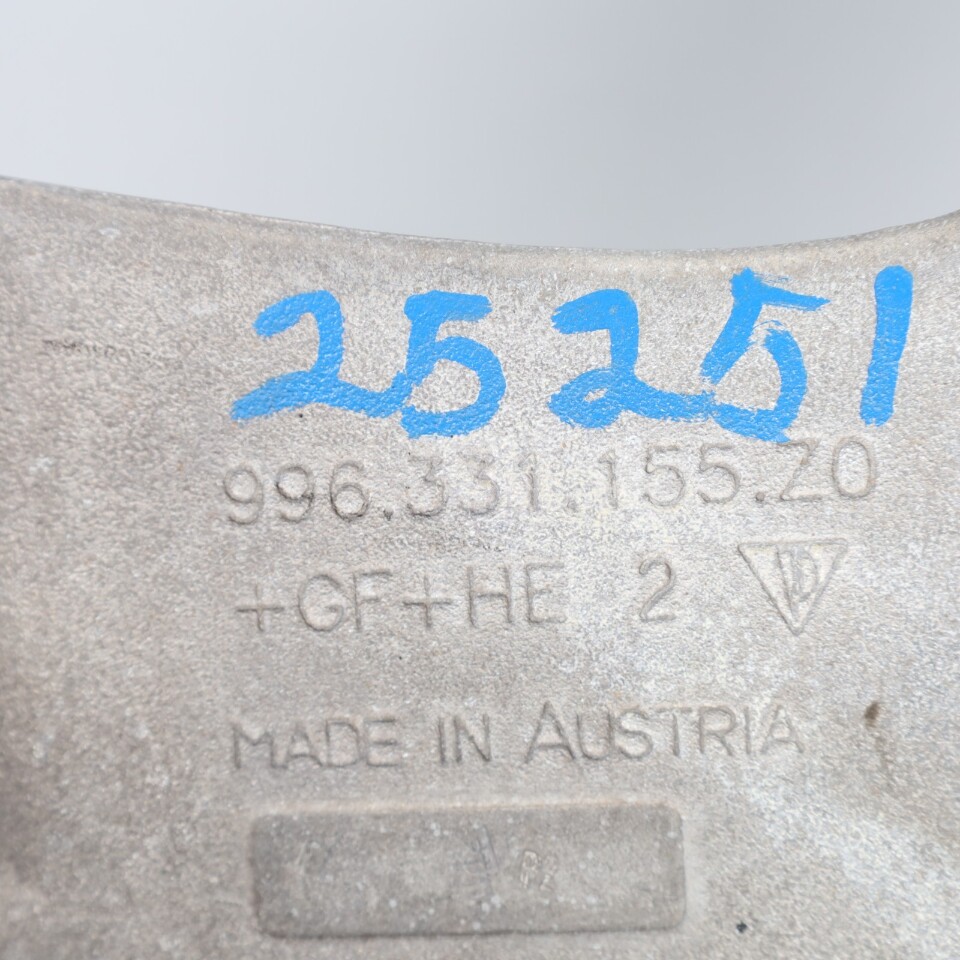 25251
996.331.155.Z0
+GF+HE 2
MADE IN AUSTRIA